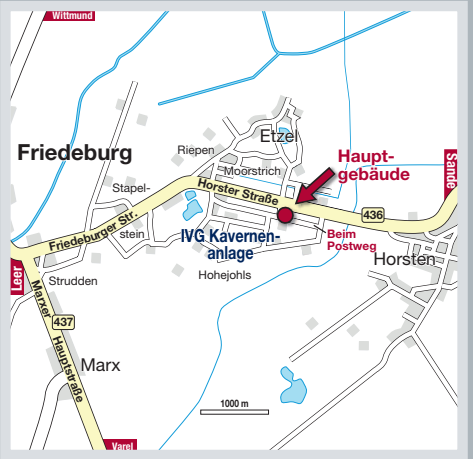 Wittmund
Etzel
Friedeburg
Riepen
Haupt-
gebäude
Sande
Moorstrich
Stapel-
Horster Straße
436
Friedeburger Str.
stein
IVG Kavernen-
anlage
Beim
Postweg
Horsten
Leer
Strudden
Hohejohls
Marxer
Hauptstraße
437
Marx
1000 m
Varel